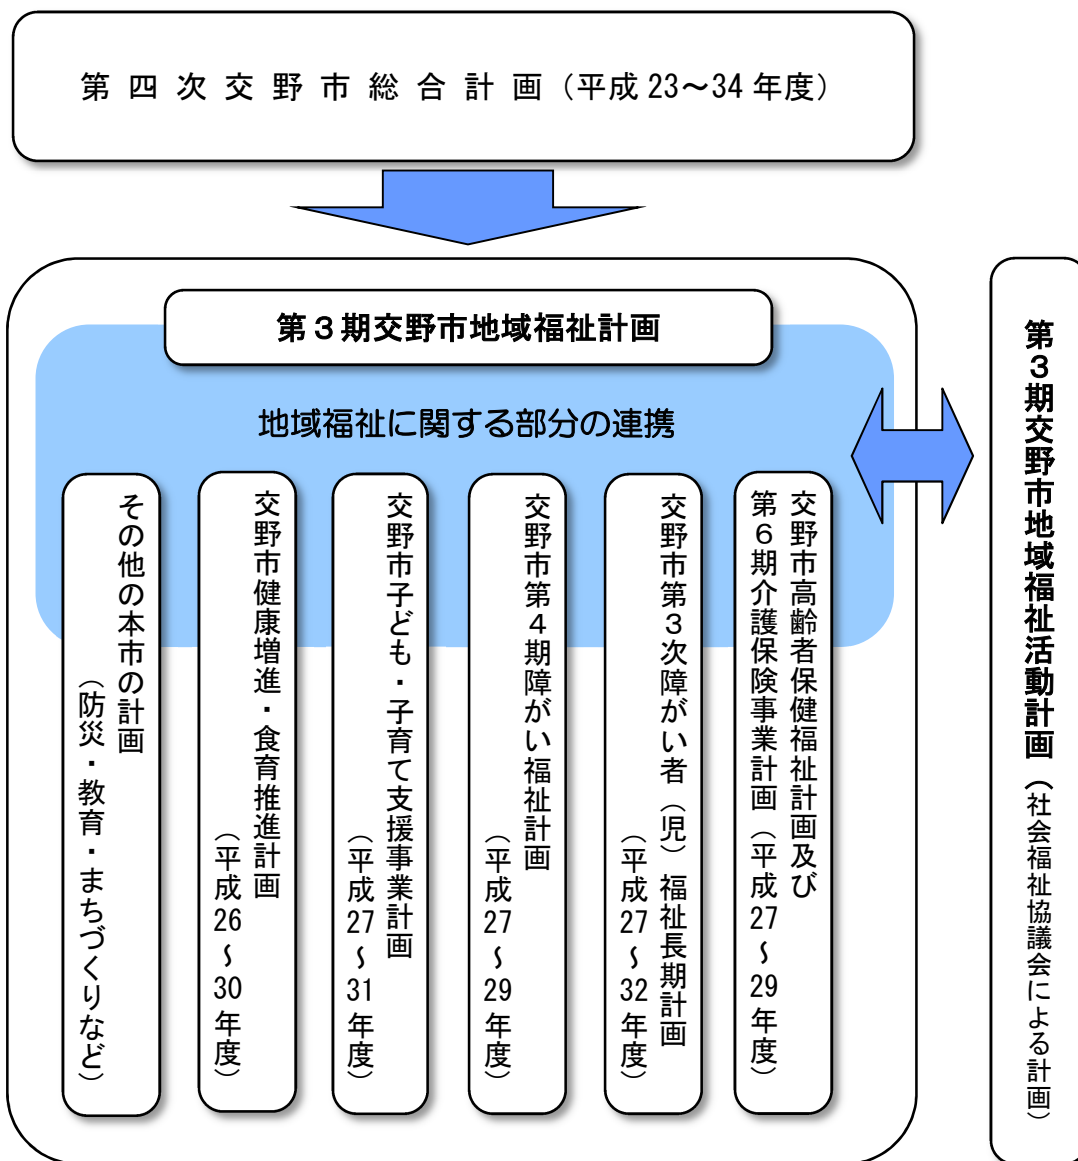 第四次交野市総合計画（平成23～34年度）
第３期交野市地域福祉計画
地域福祉に関する部分の連携
交野市高齢者保健福祉計画及び
第６期介護保険事業計画（平成27～29年度）
交野市第３次障がい者（児）福祉長期計画
（平成27～32年度）
交野市第４期障がい福祉計画
（平成27～29年度）
交野市子ども・子育て支援事業計画
（平成27～31年度）
交野市健康増進・食育推進計画
（平成26～30年度）
その他の本市の計画
（防災・教育・まちづくりなど）
第３期交野市地域福祉活動計画（社会福祉協議会による計画）